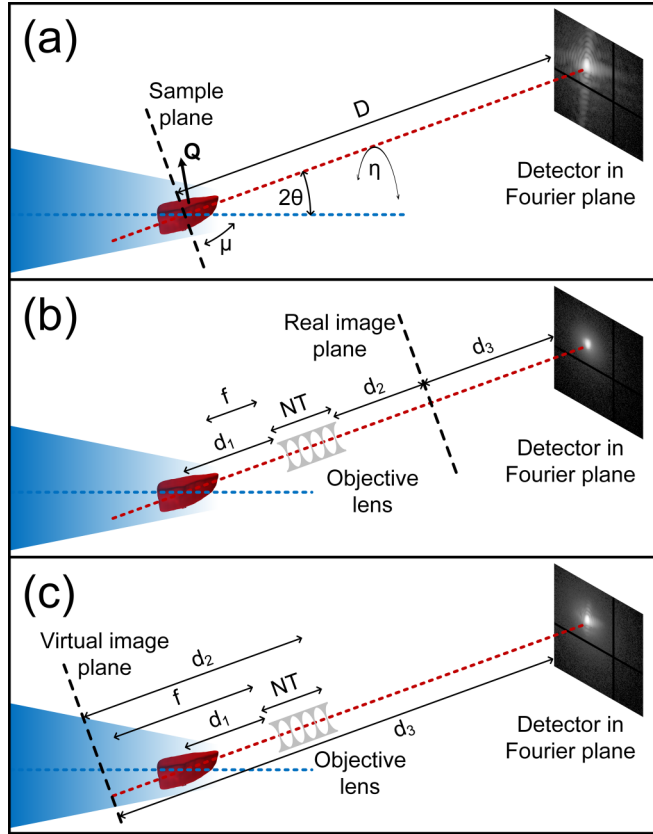 (a)
Sample
plane
D
Q
η
2θ
μ
Detector in
Fourier plane
(b)
Real image
plane
d3
d2
f
NT
d1
Objective
lens
Detector in
Fourier plane
(c)
Virtual image
plane
d2
f
NT
d1
d3
Objective
lens
Detector in
Fourier plane